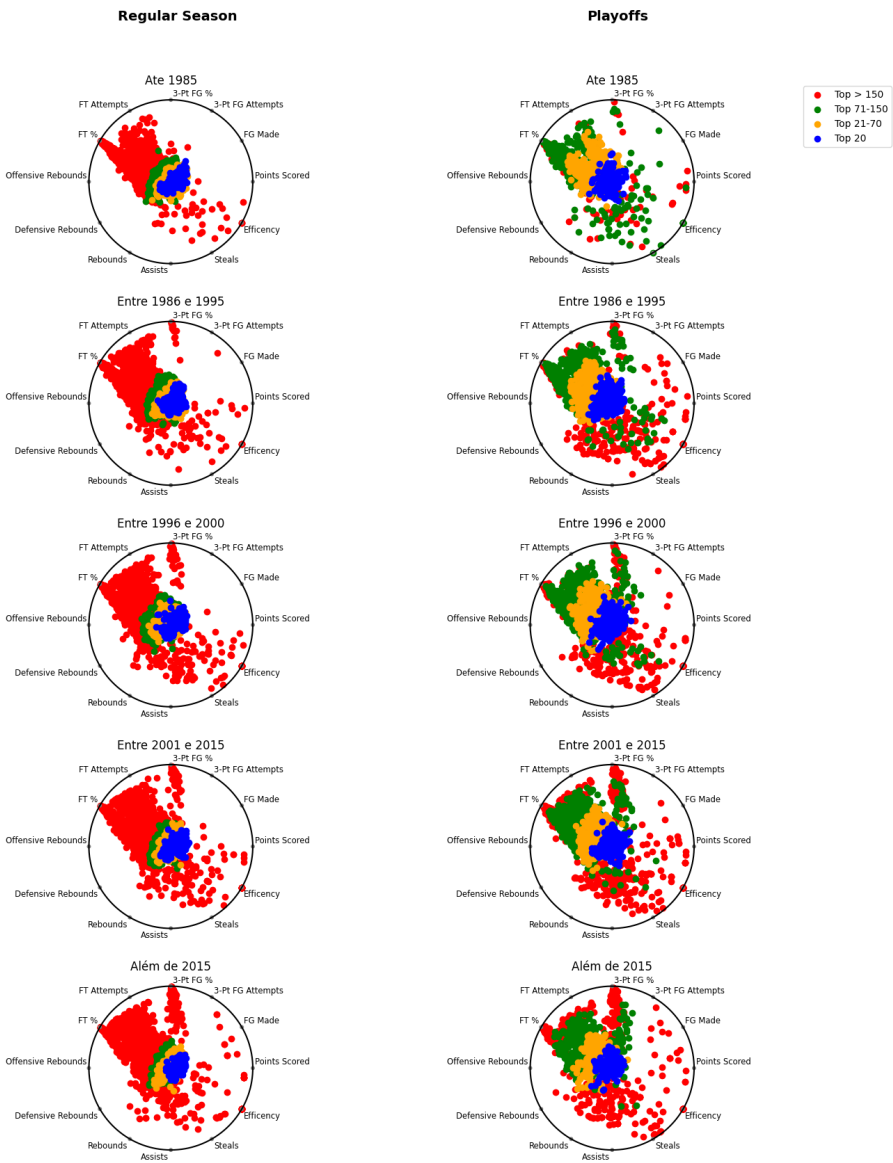 Regular Season
Playoffs
Ate 1985
3-Pt FG %
FT Attempts
3-Pt FG Attempts
FT %
FG Made
Offensive Rebounds
Points Scored
Defensive Rebounds
Efficency
Rebounds
Steals
Assists
Ate 1985
3-Pt FG %
FT Attempts
3-Pt FG Attempts
FT %
FG Made
Offensive Rebounds
Points Scored
Defensive Rebounds
Efficency
Rebounds
Steals
Assists
Top > 150
Top 71-150
Top 21-70
Top 20
Entre 1986 e 1995
3-Pt FG %
FT Attempts
3-Pt FG Attempts
FT %
FG Made
Offensive Rebounds
Points Scored
Defensive Rebounds
Efficency
Rebounds
Steals
Assists
Entre 1986 e 1995
3-Pt FG %
FT Attempts
3-Pt FG Attempts
FT %
FG Made
Offensive Rebounds
Points Scored
Defensive Rebounds
Efficency
Rebounds
Steals
Assists
Entre 1996 e 2000
3-Pt FG %
FT Attempts
3-Pt FG Attempts
FT %
FG Made
Offensive Rebounds
Points Scored
Defensive Rebounds
Efficency
Rebounds
Steals
Assists
Entre 1996 e 2000
3-Pt FG %
FT Attempts
3-Pt FG Attempts
FT %
FG Made
Offensive Rebounds
Points Scored
Defensive Rebounds
Efficency
Rebounds
Steals
Assists
Entre 2001 e 2015
3-Pt FG %
FT Attempts
3-Pt FG Attempts
FT %
FG Made
Offensive Rebounds
Points Scored
Defensive Rebounds
Efficency
Rebounds
Steals
Assists
Entre 2001 e 2015
3-Pt FG %
FT Attempts
3-Pt FG Attempts
FT %
FG Made
Offensive Rebounds
Points Scored
Defensive Rebounds
Efficency
Rebounds
Steals
Assists
Além de 2015
3-Pt FG %
FT Attempts
3-Pt FG Attempts
FT %
FG Made
Offensive Rebounds
Points Scored
Defensive Rebounds
Efficency
Rebounds
Steals
Assists
Além de 2015
3-Pt FG %
FT Attempts
3-Pt FG Attempts
FT %
FG Made
Offensive Rebounds
Points Scored
Defensive Rebounds
Efficency
Rebounds
Steals
Assists